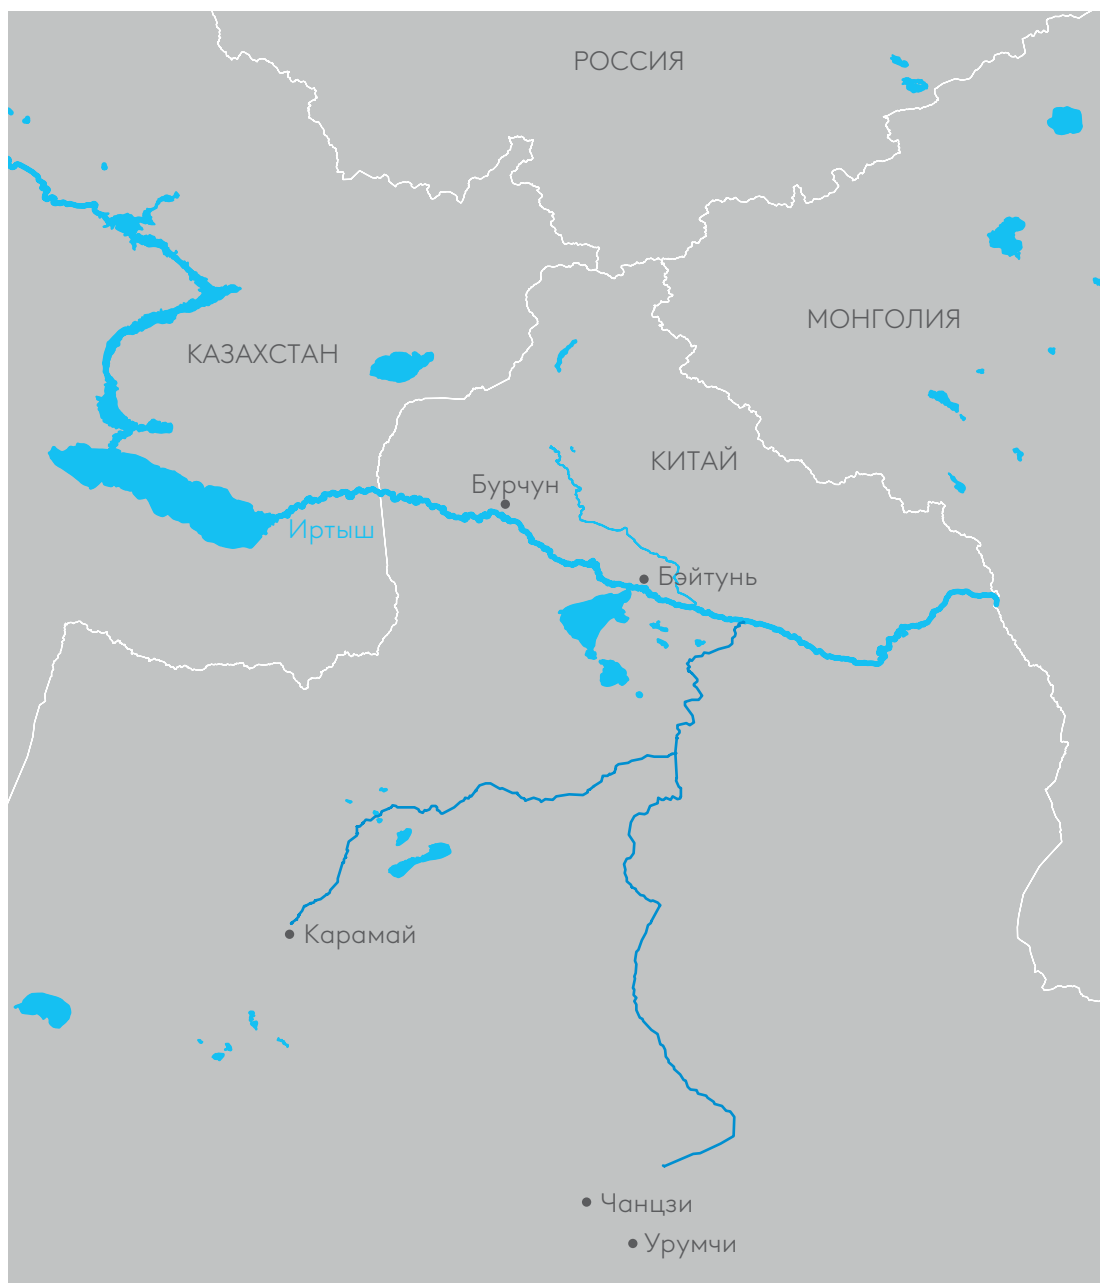 РОССИЯ
МОНГОЛИЯ
КАЗАХСТАН
КИТАЙ
Бурчун
Иртыш
Бэйтунь
Карамай
Чанцзи
Урумчи